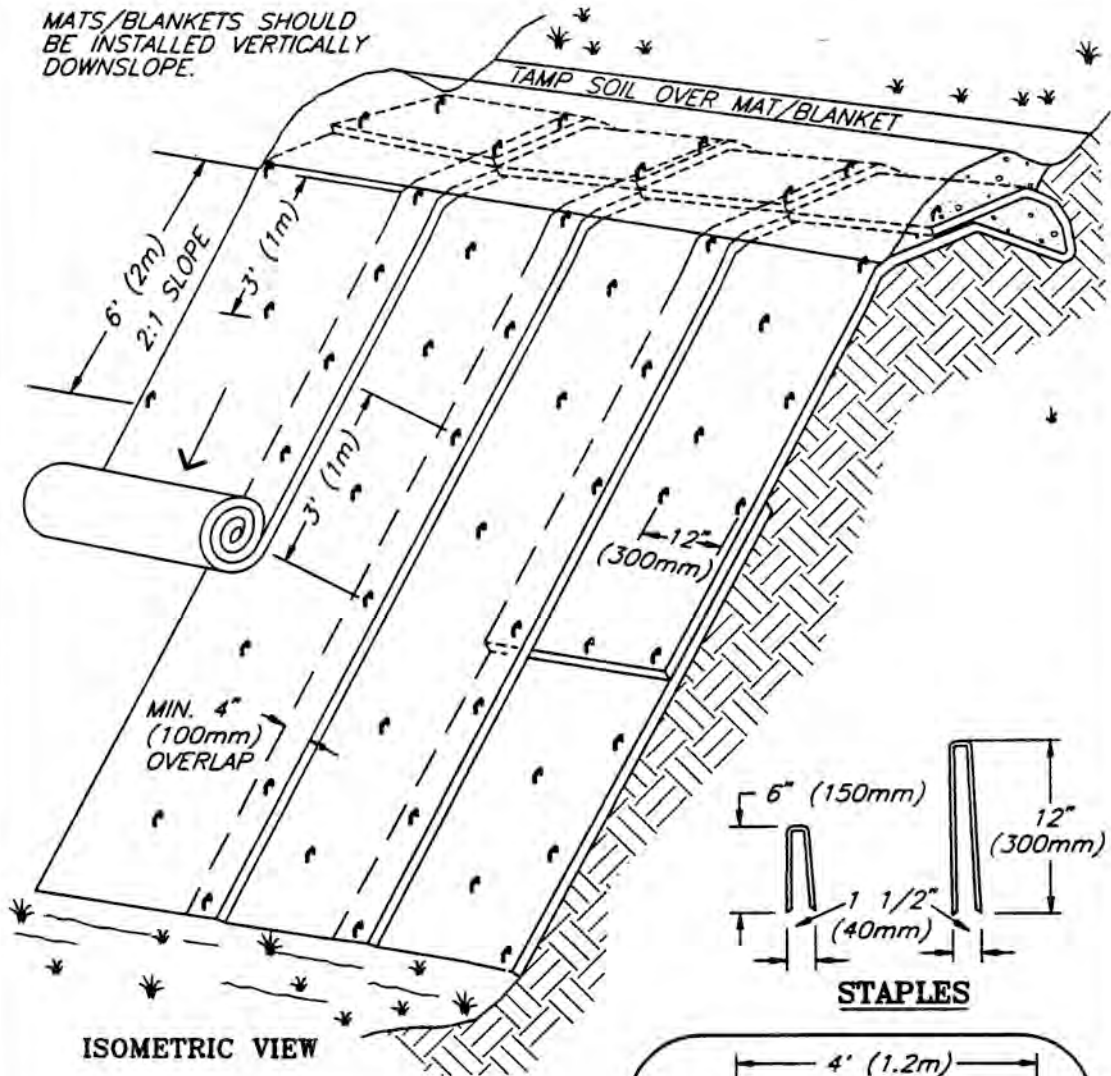 MATS/BLANKETS SHOULD
BE INSTALLED VERTICALLY
DOWNSLOPE.
TAMP SOIL OVER MAT/BLANKET
6' (2m)
2:1 SLOPE
3' (1m)
3' (1m)
12"
(300mm)
MIN. 4"
(100mm)
OVERLAP
6" (150mm)
12"
(300mm)
1 1/2"
(40mm)
STAPLES
ISOMETRIC VIEW
4' (1.2m)